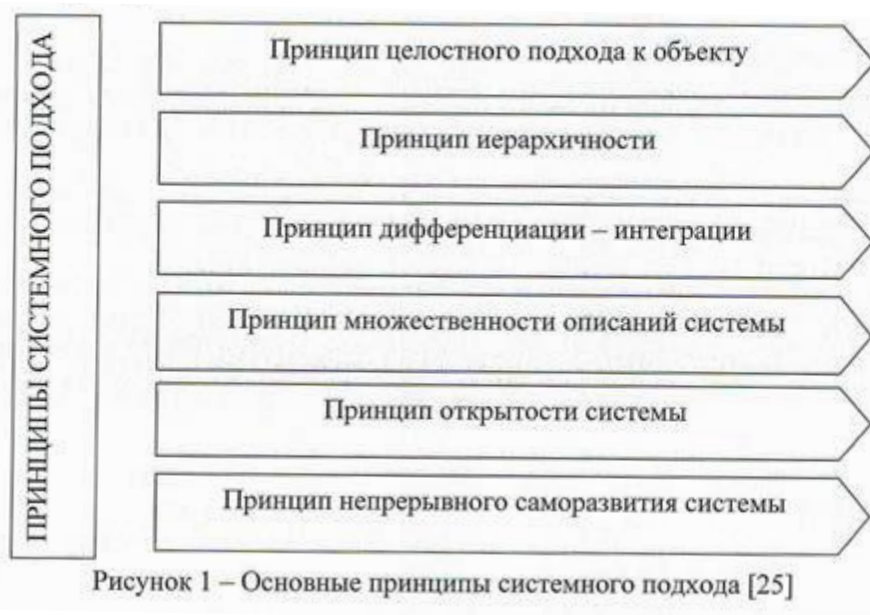 ПРИНЦИПЫ СИСТЕМНОГО ПОДХОДА
Принцип целостного подхода к объекту
Принцип иерархичности
Принцип дифференциации – интеграции
Принцип множественности описаний системы
Принцип открытости системы
Принцип непрерывного саморазвития системы
Рисунок 1 – Основные принципы системного подхода [25]